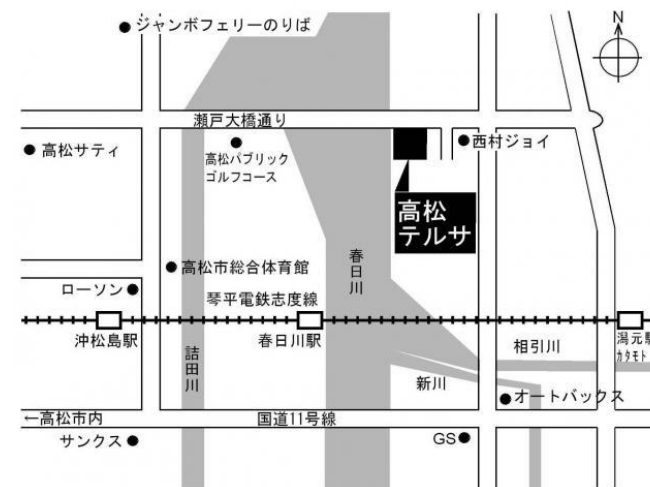 ジャンボフェリーのりば
N
瀬戸大橋通り
高松サティ
高松パブリック
ゴルフコース
西村ジョイ
高松
テルサ
春日川
高松市総合体育館
ローソン
琴平電鉄志度線
沖松島駅
春日川駅
潟元駅
カタモト
詰田川
相引川
新川
オートバックス
←高松市内
国道11号線
サンクス
GS